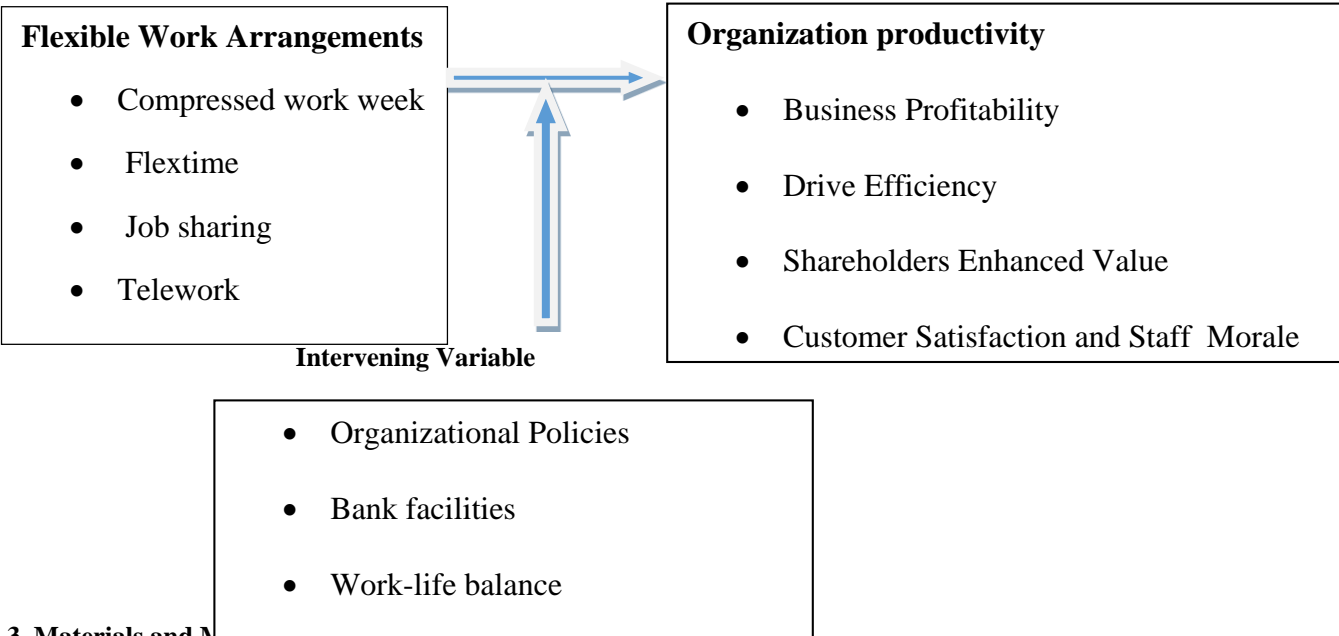 Flexible Work Arrangements
• Compressed work week
• Flextime
• Job sharing
• Telework
Organization productivity
• Business Profitability
• Drive Efficiency
• Shareholders Enhanced Value
• Customer Satisfaction and Staff Morale
Intervening Variable
• Organizational Policies
• Bank facilities
• Work-life balance
3. Materials and